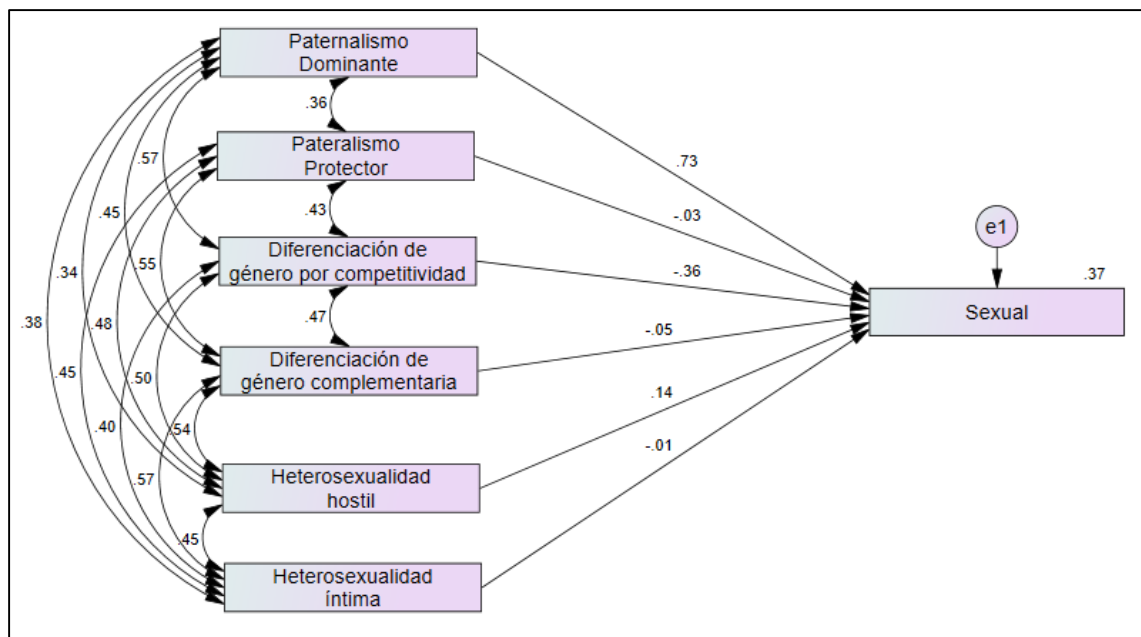 Paternalismo
Dominante
.36
Pateralismo
Protector
.57
.73
.43
-.03
e1
.45
Diferenciación de
género por competitividad
-.36
.37
.55
Sexual
.34
.47
.48
-.05
.38
Diferenciación de
género complementaria
.50
.45
.14
.40
.54
-.01
.57
Heterosexualidad
hostil
.45
Heterosexualidad
íntima